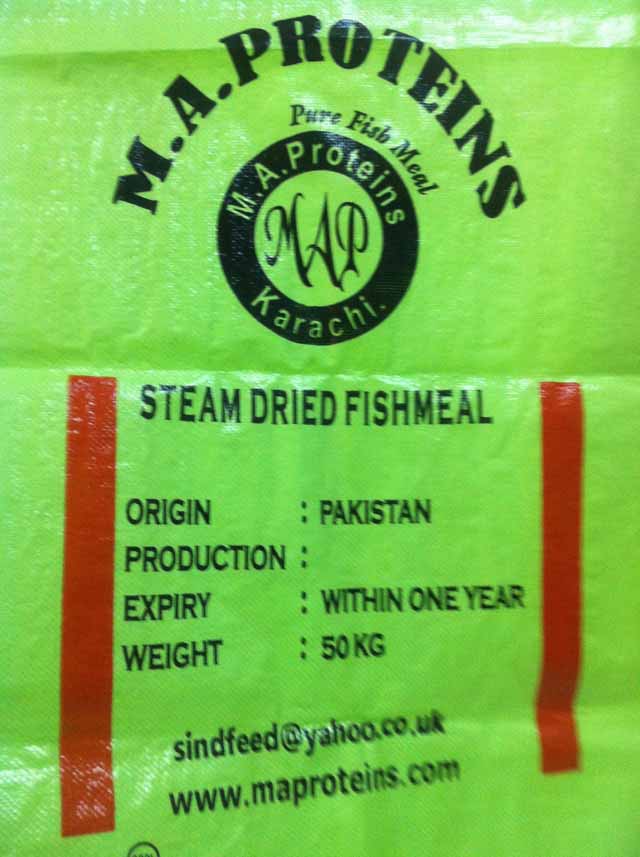 M.A.PROTEINS
Pure Fish Meal
M.A.Proteins
MAP
Karachi.
STEAM DRIED FISHMEAL
ORIGIN : PAKISTAN
PRODUCTION :
EXPIRY : WITHIN ONE YEAR
WEIGHT : 50 KG
sindfeed@yahoo.co.uk
www.maproteins.com